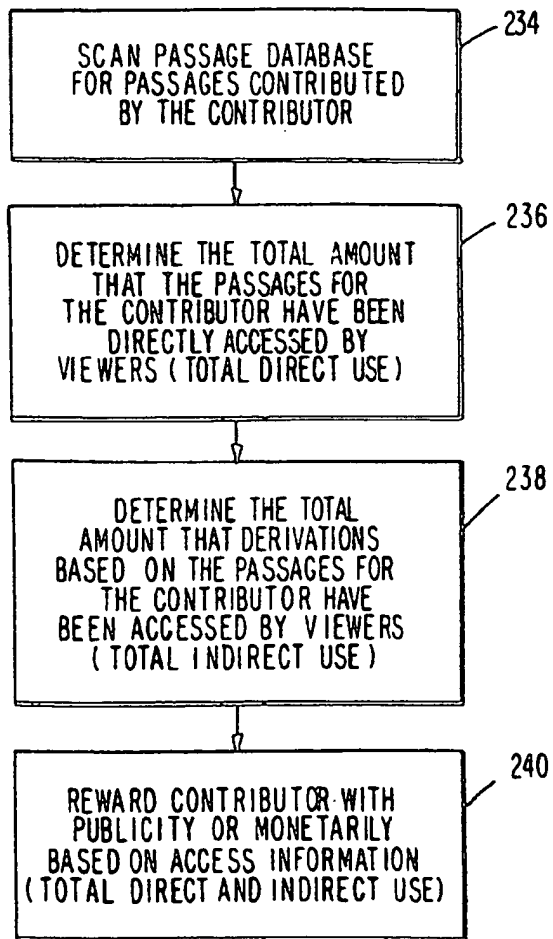 234
SCAN PASSAGE DATABASE
FOR PASSAGES CONTRIBUTED
BY THE CONTRIBUTOR
236
DETERMINE THE TOTAL AMOUNT
THAT THE PASSAGES FOR
THE CONTRIBUTOR HAVE BEEN
DIRECTLY ACCESSED BY
VIEWERS (TOTAL DIRECT USE)
238
DETERMINE THE TOTAL
AMOUNT THAT DERIVATIONS
BASED ON THE PASSAGES FOR
THE CONTRIBUTOR HAVE
BEEN ACCESSED BY VIEWERS
(TOTAL INDIRECT USE)
240
REWARD CONTRIBUTOR WITH
PUBLICITY OR MONETARILY
BASED ON ACCESS INFORMATION
(TOTAL DIRECT AND INDIRECT USE)